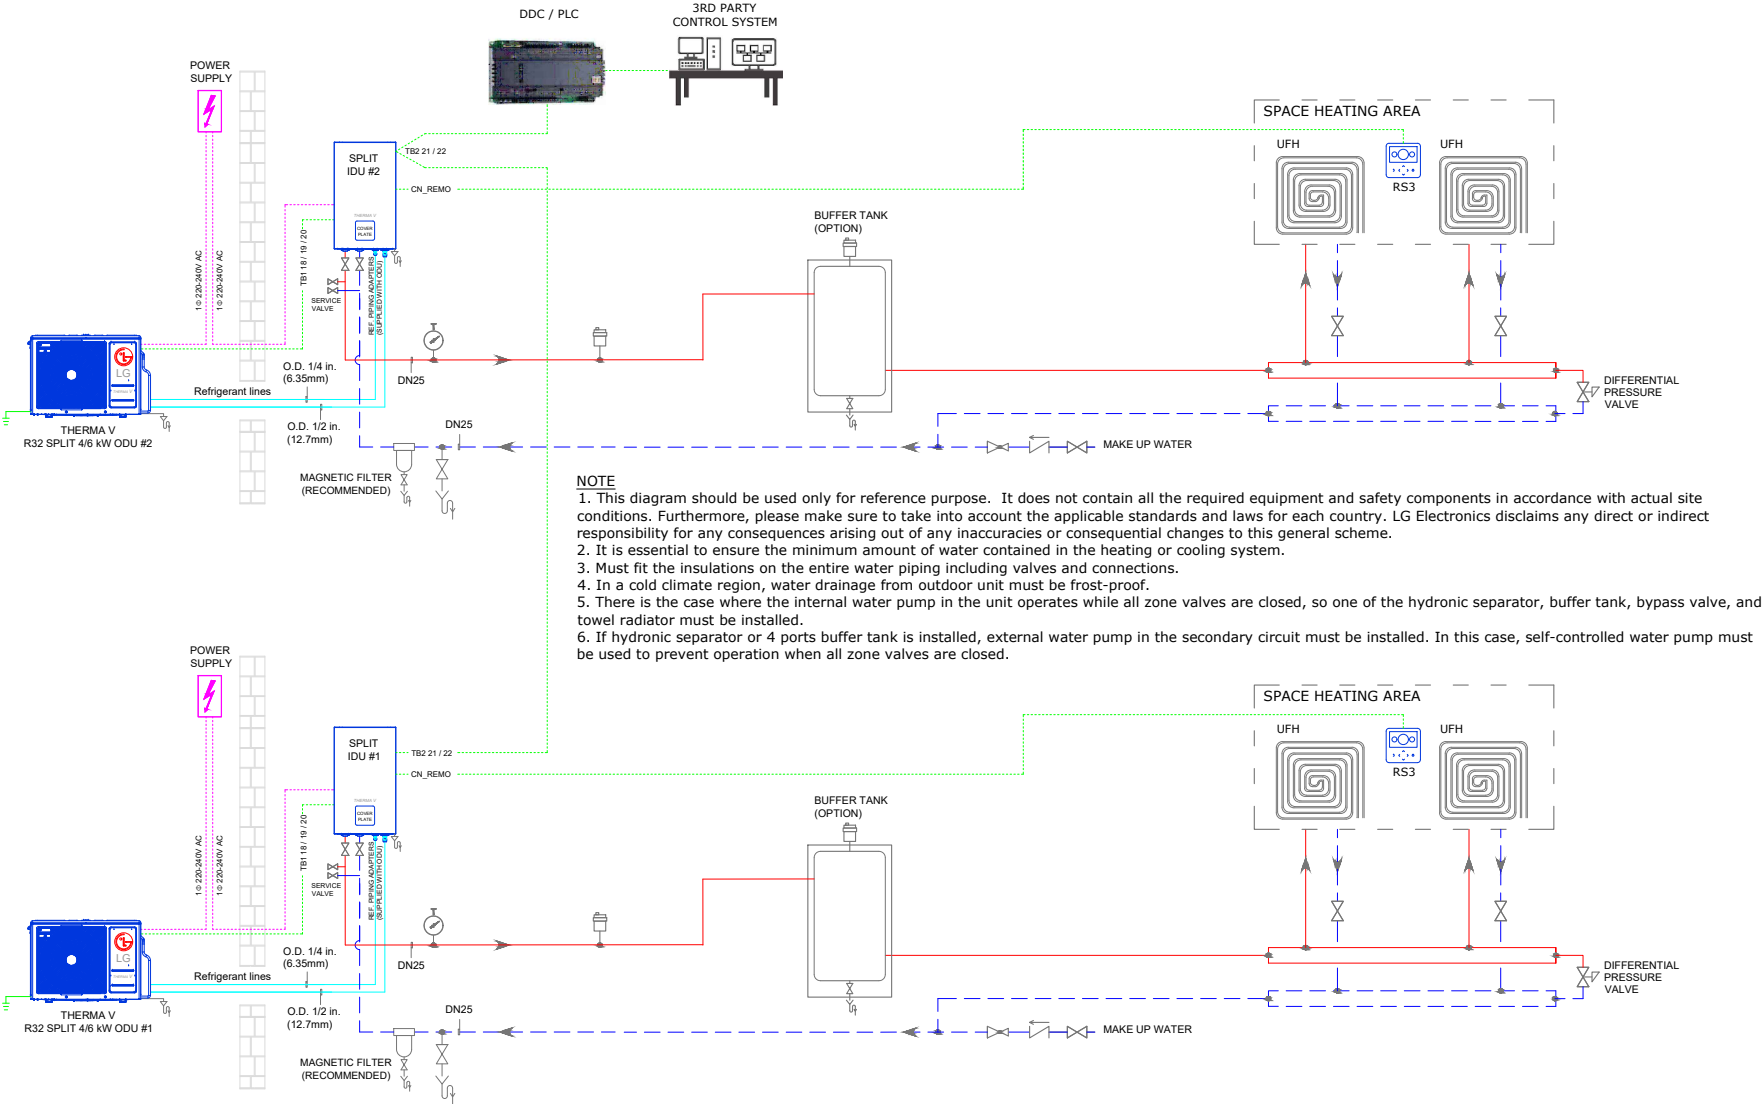 DDC / PLC
3RD PARTY
CONTROL SYSTEM
POWER
SUPPLY
1Φ 220-240V AC
1Φ 220-240V AC
SPLIT
IDU #2
THERMA V
COVER
PLATE
TB2 21 / 22
CN_REMO
TB1 18 / 19 / 20
SERVICE
VALVE
REF. PIPING ADAPTERS
(SUPPLIED WITH ODU)
BUFFER TANK
(OPTION)
SPACE HEATING AREA
UFH
UFH
RS3
LG
THERMA V
O.D. 1/4 in.
(6.35mm)
Refrigerant lines
DN25
O.D. 1/2 in.
(12.7mm)
DN25
THERMA V
R32 SPLIT 4/6 kW ODU #2
MAGNETIC FILTER
(RECOMMENDED)
MAKE UP WATER
DIFFERENTIAL
PRESSURE
VALVE
NOTE
1. This diagram should be used only for reference purpose. It does not contain all the required equipment and safety components in accordance with actual site
conditions. Furthermore, please make sure to take into account the applicable standards and laws for each country. LG Electronics disclaims any direct or indirect
responsibility for any consequences arising out of any inaccuracies or consequential changes to this general scheme.
2. It is essential to ensure the minimum amount of water contained in the heating or cooling system.
3. Must fit the insulations on the entire water piping including valves and connections.
4. In a cold climate region, water drainage from outdoor unit must be frost-proof.
5. There is the case where the internal water pump in the unit operates while all zone valves are closed, so one of the hydronic separator, buffer tank, bypass valve, and
towel radiator must be installed.
6. If hydronic separator or 4 ports buffer tank is installed, external water pump in the secondary circuit must be installed. In this case, self-controlled water pump must
be used to prevent operation when all zone valves are closed.
POWER
SUPPLY
1Φ 220-240V AC
1Φ 220-240V AC
SPLIT
IDU #1
THERMA V
COVER
PLATE
TB2 21 / 22
CN_REMO
TB1 18 / 19 / 20
SERVICE
VALVE
REF. PIPING ADAPTERS
(SUPPLIED WITH ODU)
BUFFER TANK
(OPTION)
SPACE HEATING AREA
UFH
UFH
RS3
LG
THERMA V
O.D. 1/4 in.
(6.35mm)
Refrigerant lines
DN25
O.D. 1/2 in.
(12.7mm)
DN25
THERMA V
R32 SPLIT 4/6 kW ODU #1
MAGNETIC FILTER
(RECOMMENDED)
MAKE UP WATER
DIFFERENTIAL
PRESSURE
VALVE